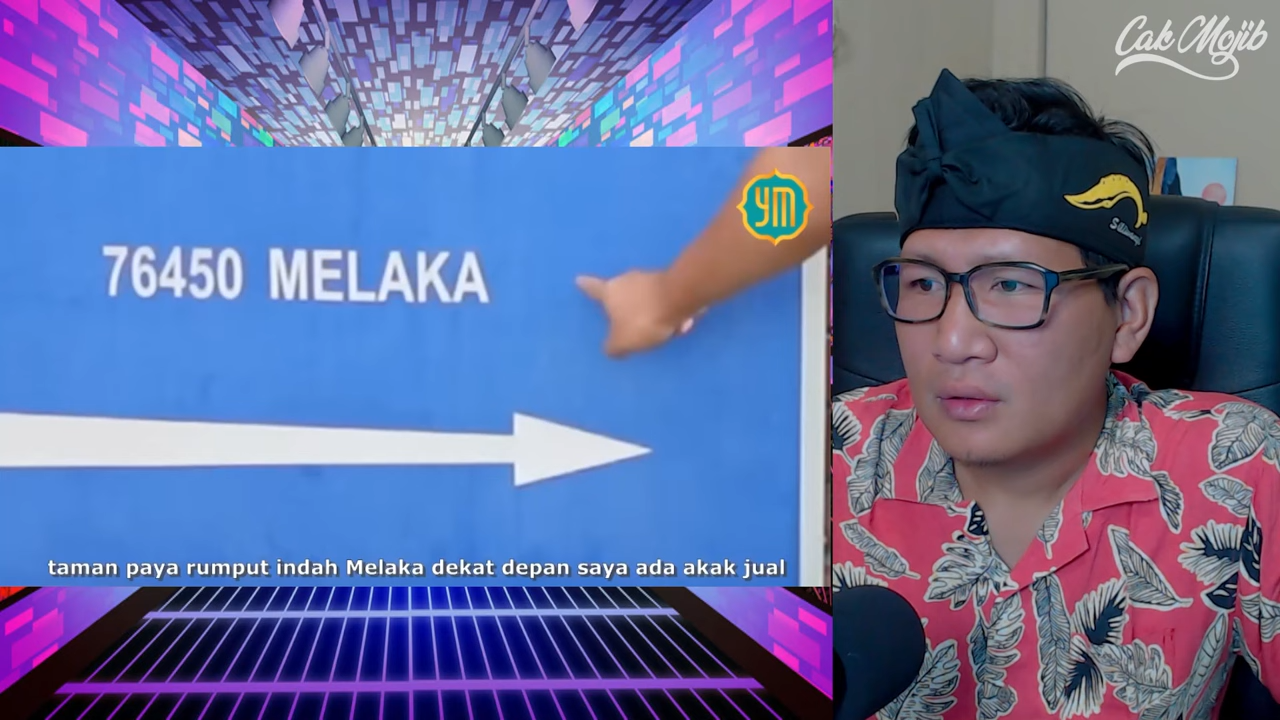 Cak Mojib
YM
76450 MELAKA
taman paya rumput indah Melaka dekat depan saya ada akak jual